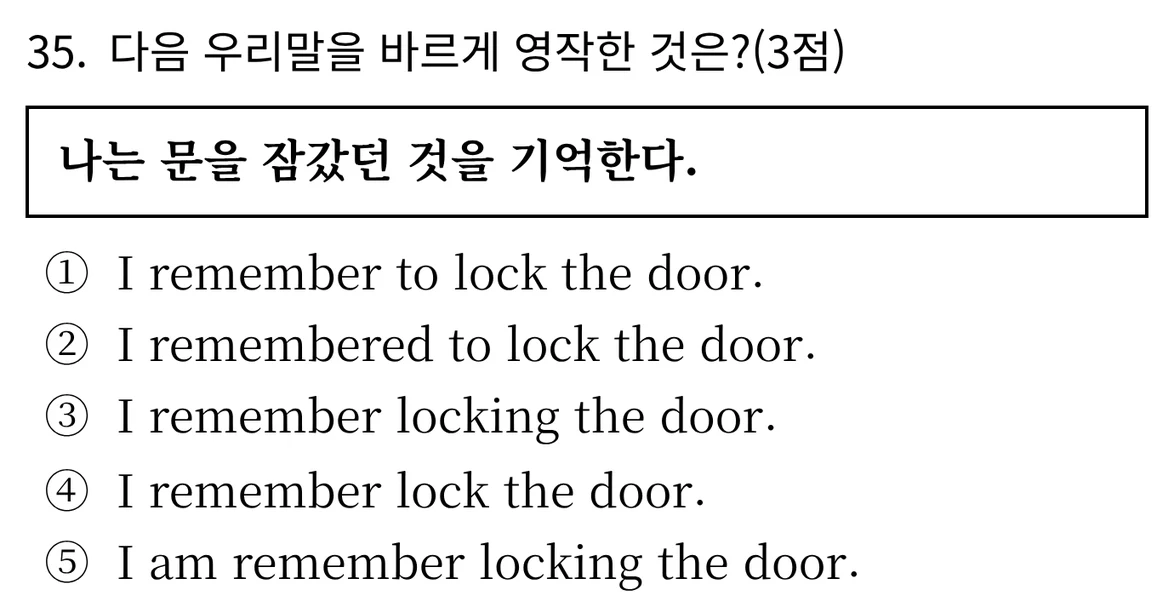 35. 다음 우리말을 바르게 영작한 것은?(3점)
나는 문을 잠갔던 것을 기억한다.
① I remember to lock the door.
② I remembered to lock the door.
③ I remember locking the door.
④ I remember lock the door.
⑤ I am remember locking the door.